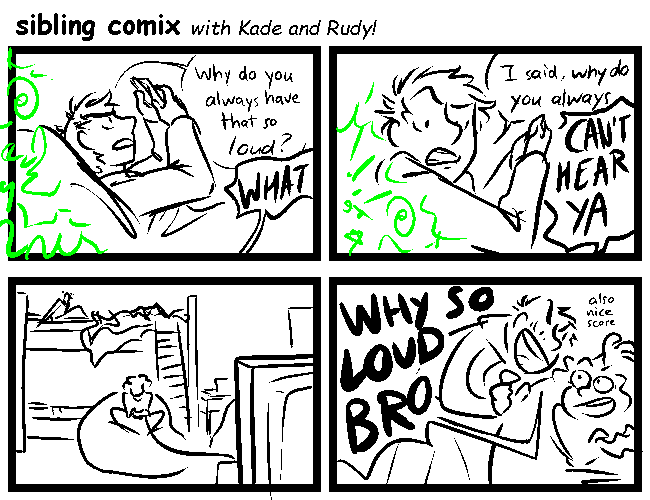 sibling comix with Kade and Rudy!
Why do you
always have
that so
loud?
WHAT
I said, why do
you always
CAN'T
HEAR
YA
WHY SO
LOUD
BRO
also
nice
score